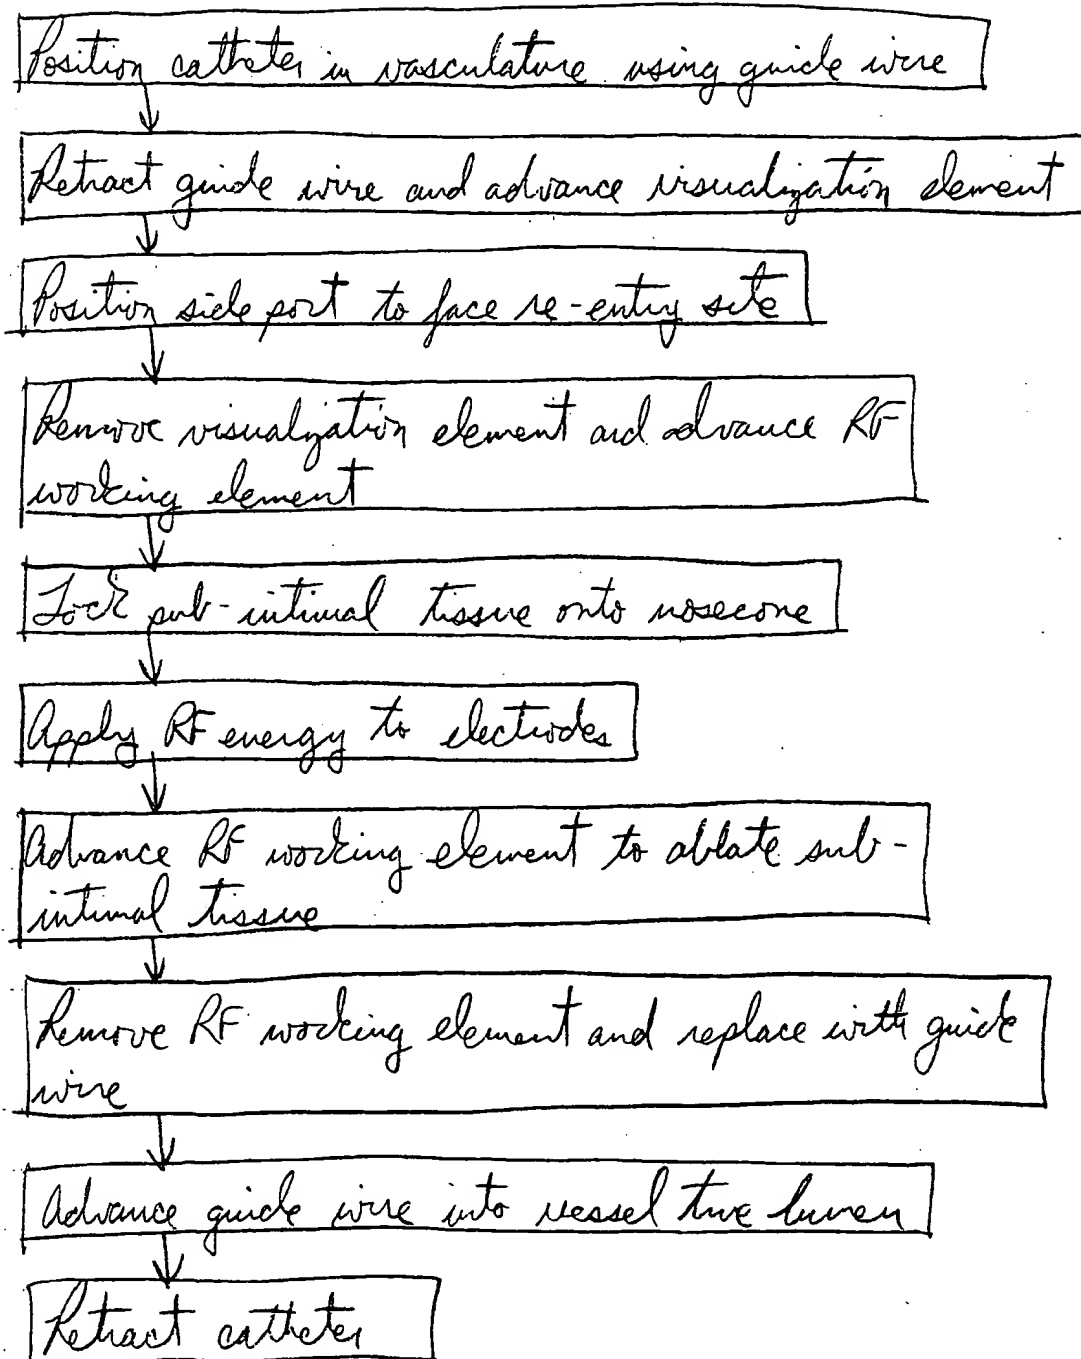 Position catheter in vasculature using guide wire
Retract guide wire and advance visualization element
Position side port to face re-entry site
Remove visualization element and advance RF
working element
Lock sub-intimal tissue onto nosecone
Apply RF energy to electrodes
Advance RF working element to ablate sub-
intimal tissue
Remove RF working element and replace with guide
wire
Advance guide wire into vessel true lumen
Retract catheter